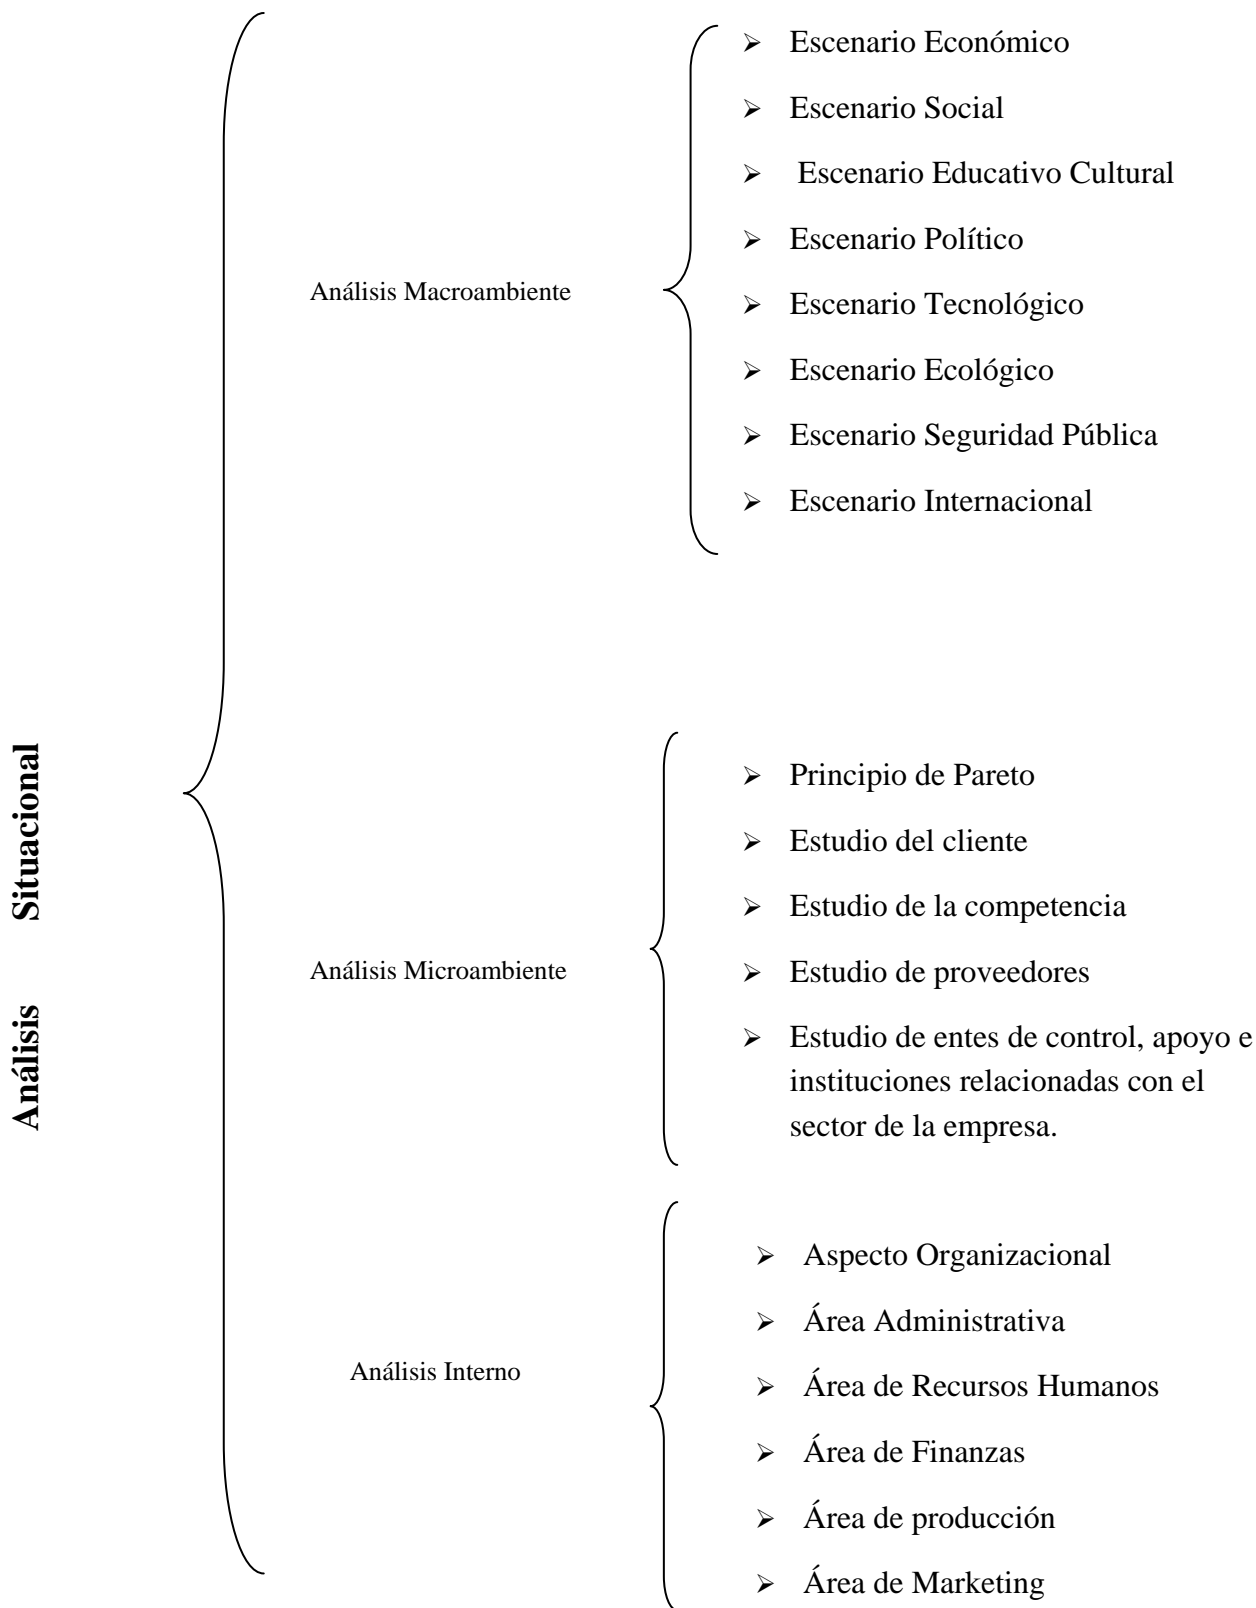 Análisis Situacional
Análisis Macroambiente
➢ Escenario Económico
➢ Escenario Social
➢ Escenario Educativo Cultural
➢ Escenario Político
➢ Escenario Tecnológico
➢ Escenario Ecológico
➢ Escenario Seguridad Pública
➢ Escenario Internacional
Análisis Microambiente
➢ Principio de Pareto
➢ Estudio del cliente
➢ Estudio de la competencia
➢ Estudio de proveedores
➢ Estudio de entes de control, apoyo e
instituciones relacionadas con el
sector de la empresa.
Análisis Interno
➢ Aspecto Organizacional
➢ Área Administrativa
➢ Área de Recursos Humanos
➢ Área de Finanzas
➢ Área de producción
➢ Área de Marketing